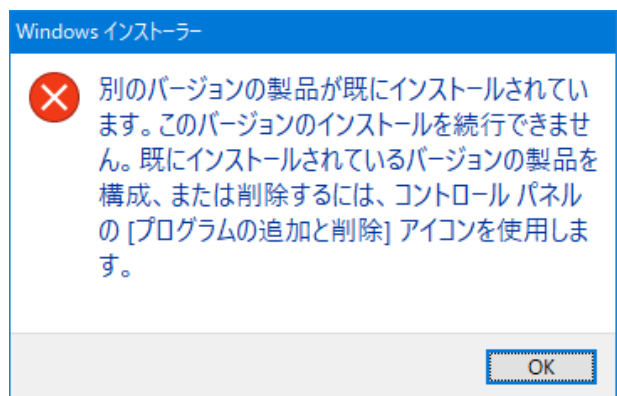 Windows インストーラー
別のバージョンの製品が既にインストールされてい
ます。このバージョンのインストールを続行できませ
ん。既にインストールされているバージョンの製品を
構成、または削除するには、コントロール パネル
の [プログラムの追加と削除] アイコンを使用しま
す。
OK